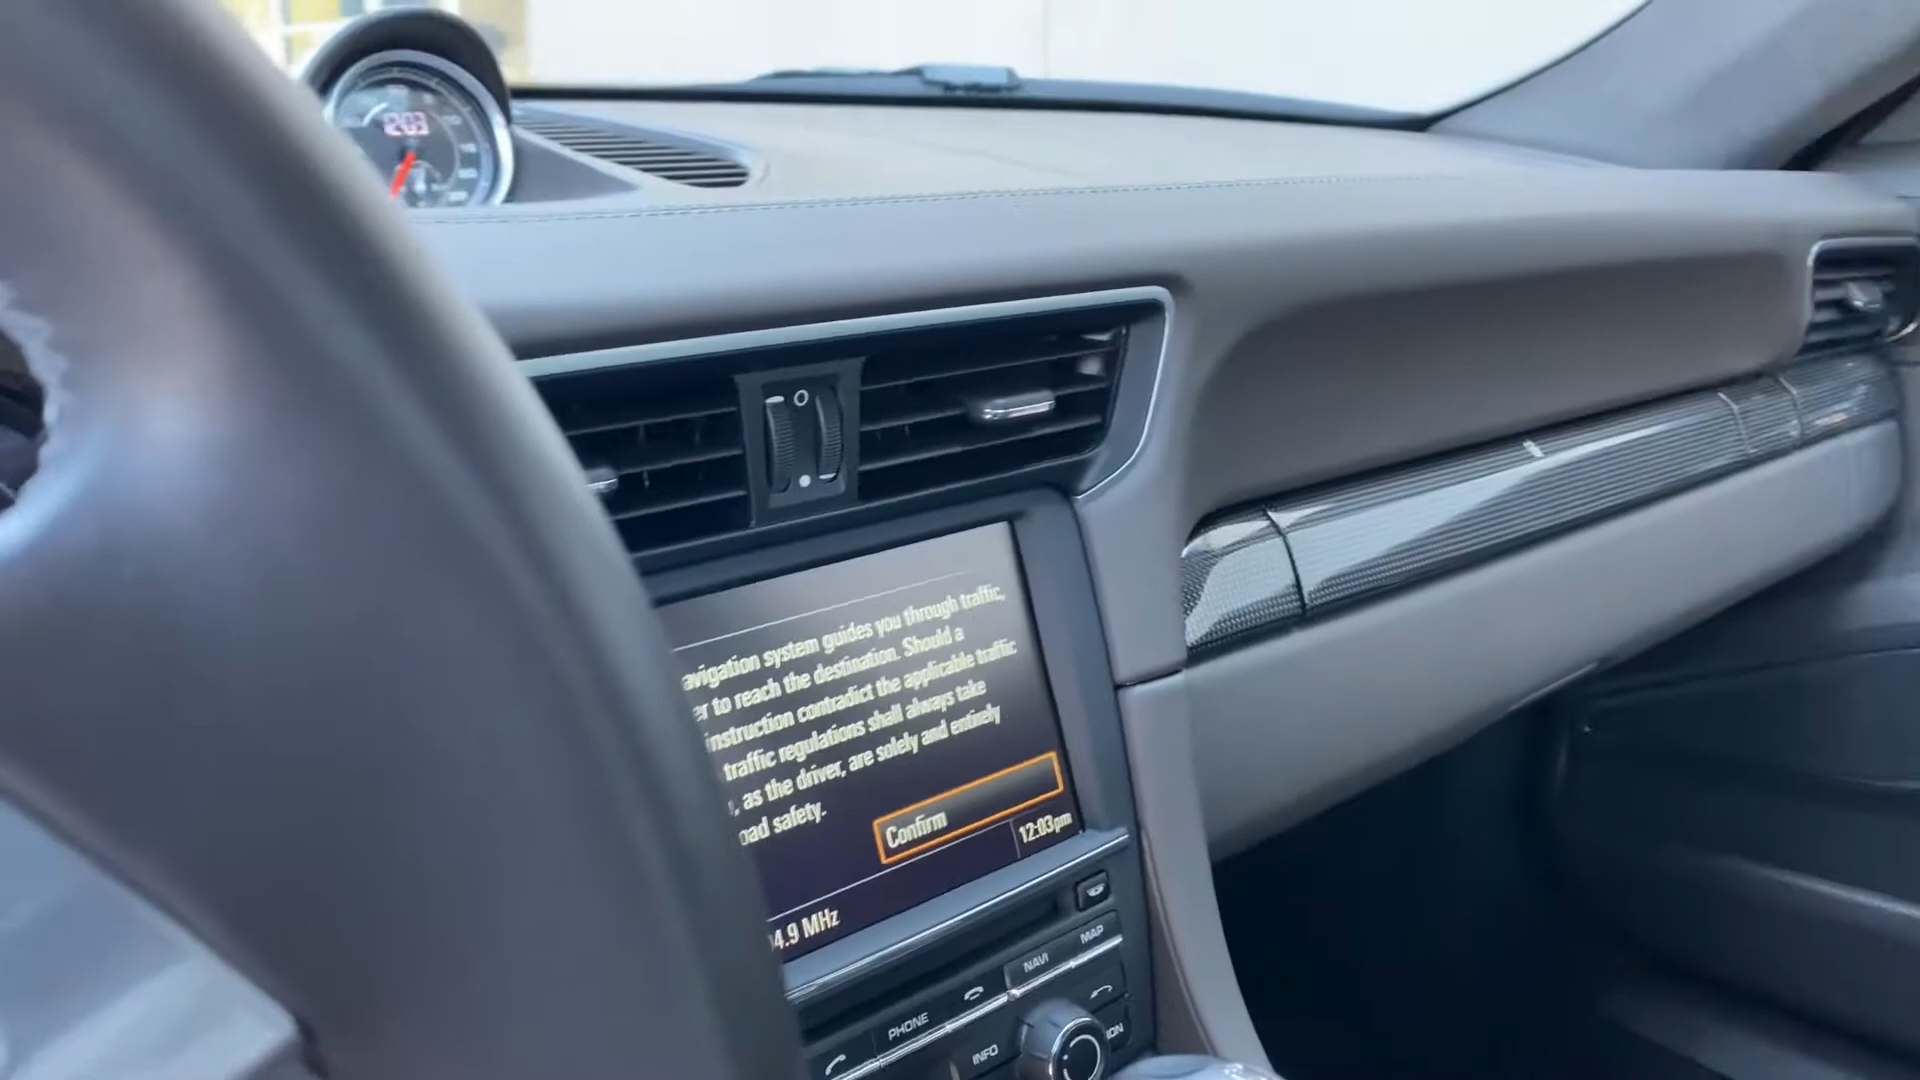 1203
avigation system guides you through traffic,
er to reach the destination. Should a
instruction contradict the applicable traffic
traffic regulations shall always take
, as the driver, are solely and entirely
oad safety.
Confirm
12:03pm
4.9 MHz
MAP
NAVI
PHONE
INFO
ION